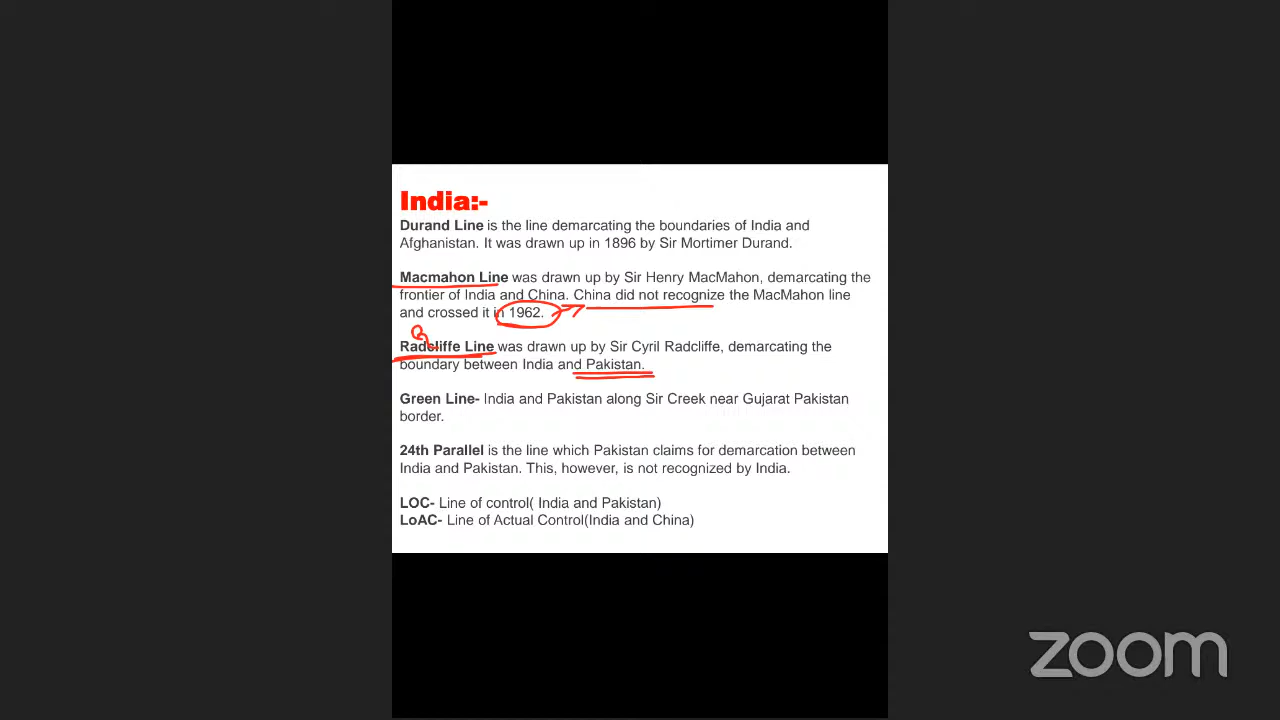 India:-
Durand Line is the line demarcating the boundaries of India and
Afghanistan. It was drawn up in 1896 by Sir Mortimer Durand.
Macmahon Line was drawn up by Sir Henry MacMahon, demarcating the
frontier of India and China. China did not recognize the MacMahon line
and crossed it in 1962.
Radcliffe Line was drawn up by Sir Cyril Radcliffe, demarcating the
boundary between India and Pakistan.
Green Line- India and Pakistan along Sir Creek near Gujarat Pakistan
border.
24th Parallel is the line which Pakistan claims for demarcation between
India and Pakistan. This, however, is not recognized by India.
LOC- Line of control( India and Pakistan)
LoAC- Line of Actual Control(India and China)
zoom